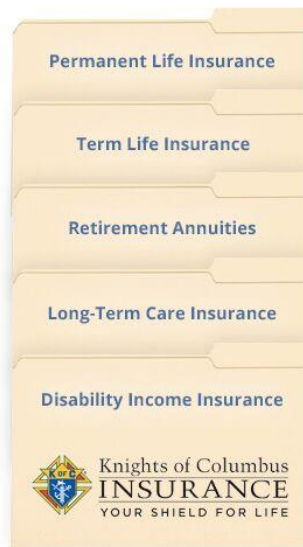 Permanent Life Insurance
Term Life Insurance
Retirement Annuities
Long-Term Care Insurance
Disability Income Insurance
K OF C
Knights of Columbus
INSURANCE
YOUR SHIELD FOR LIFE